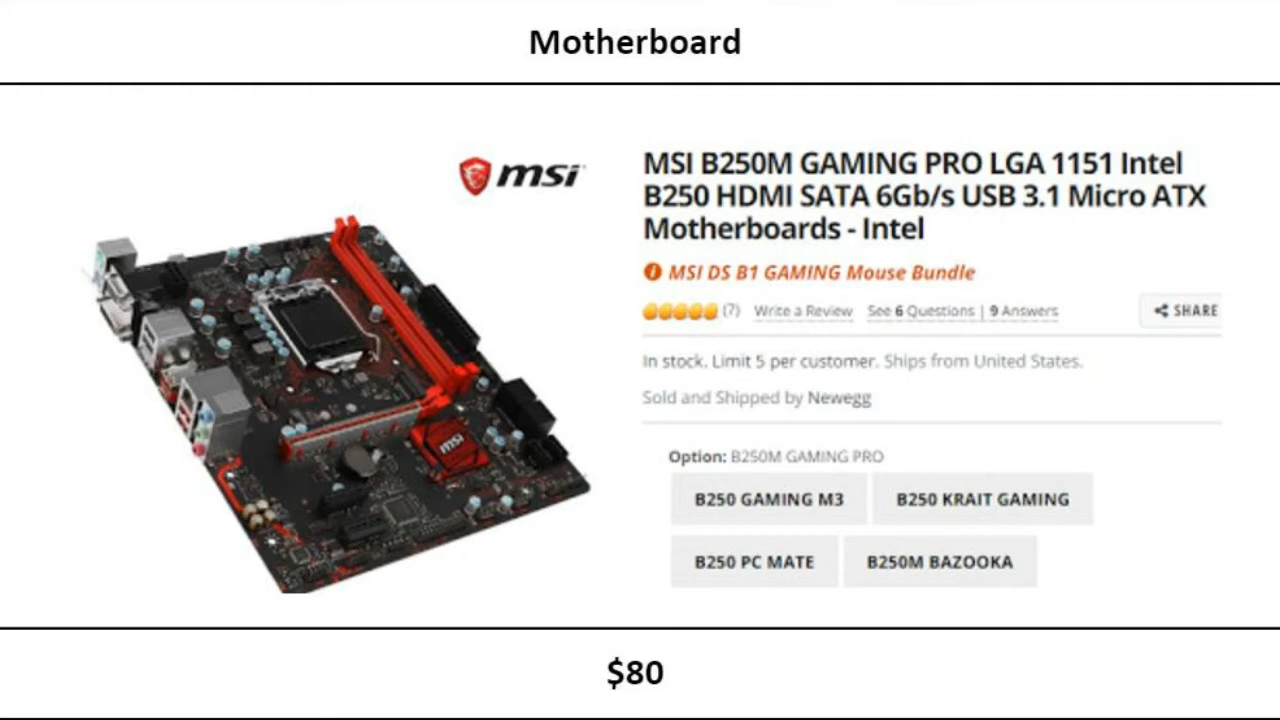 Motherboard
msi
MSI B250M GAMING PRO LGA 1151 Intel
B250 HDMI SATA 6Gb/s USB 3.1 Micro ATX
Motherboards - Intel
MSI DS B1 GAMING Mouse Bundle
(7) Write a Review See 6 Questions | 9 Answers SHARE
In stock. Limit 5 per customer. Ships from United States.
Sold and Shipped by Newegg
Option: B250M GAMING PRO
msi
B250 GAMING M3 B250 KRAIT GAMING
B250 PC MATE B250M BAZOOKA
$80